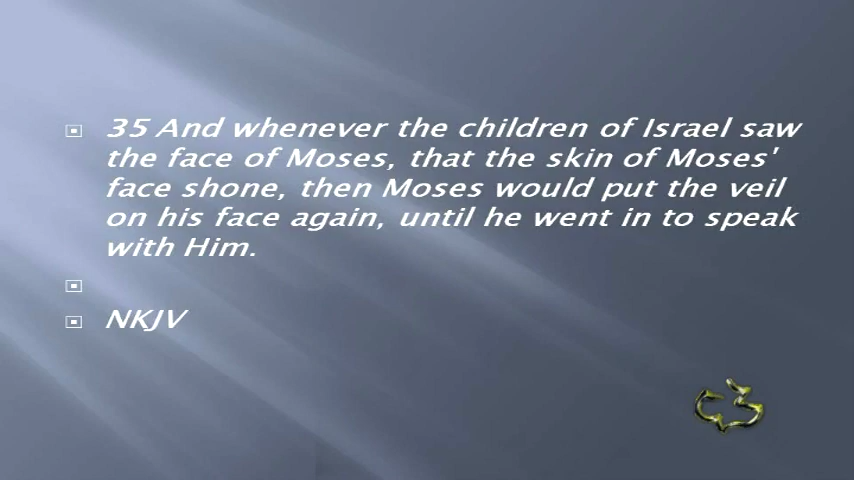 35 And whenever the children of Israel saw
the face of Moses, that the skin of Moses'
face shone, then Moses would put the veil
on his face again, until he went in to speak
with Him.
NKJV